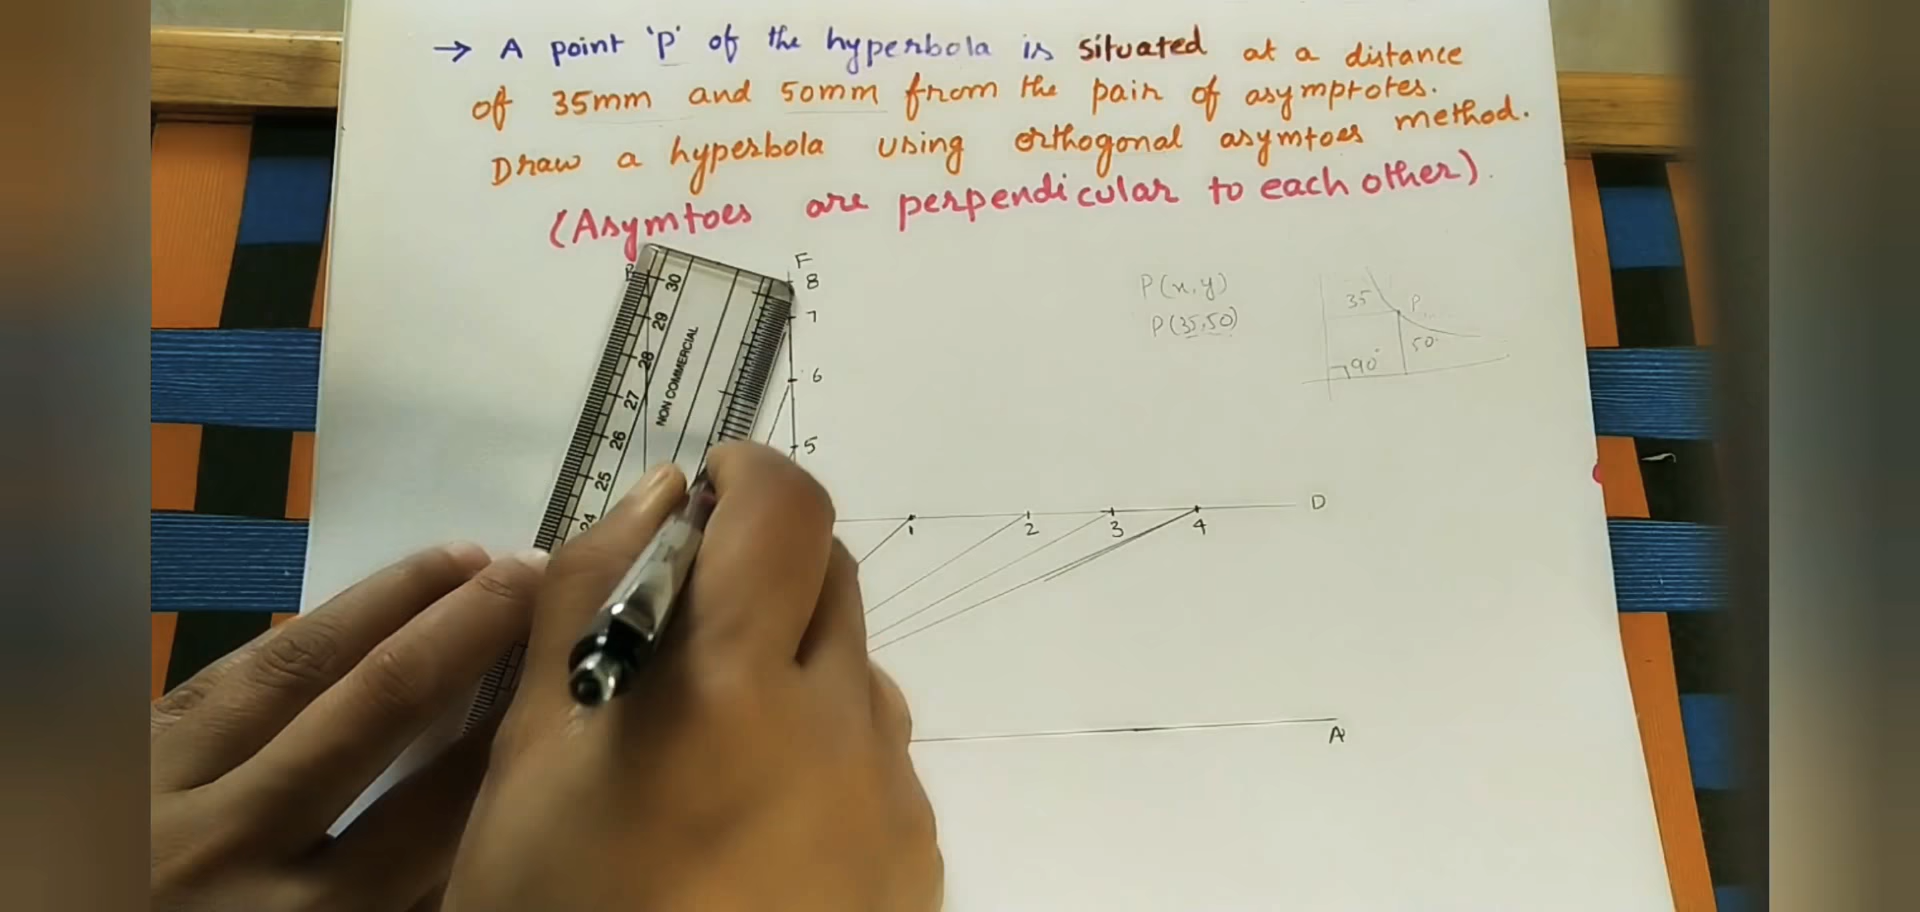 → A point 'P' of the hyperbola is situated at a distance
of 35mm and 50mm from the pair of asymptotes.
Draw a hyperbola using orthogonal asymtoes method.
(Asymtoes are perpendicular to each other).
F
8
7
6
5
P(x,y)
P(35,50)
35 P
50
90°
30
29
28
27
26
25
24
NON COMMERCIAL
D
1 2 3 4
A